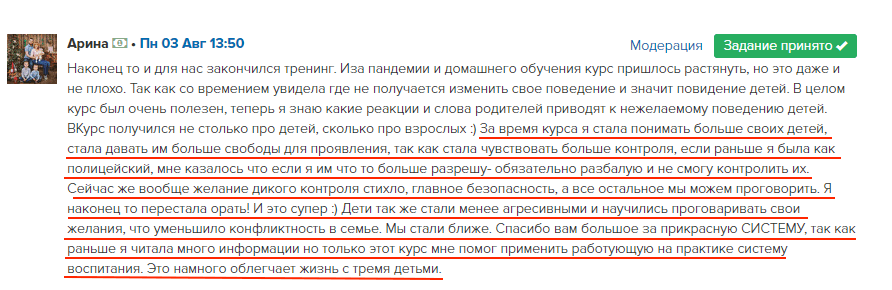 Арина • Пн 03 Авг 13:50
Модерация
Задание принято
Наконец то и для нас закончился тренинг. Иза пандемии и домашнего обучения курс пришлось растянуть, но это даже и
не плохо. Так как со временем увидела где не получается изменить свое поведение и значит повидение детей. В целом
курс был очень полезен, теперь я знаю какие реакции и слова родителей приводят к нежелаемому поведению детей.
ВКурс получился не столько про детей, сколько про взрослых :) За время курса я стала понимать больше своих детей,
стала давать им больше свободы для проявления, так как стала чувствовать больше контроля, если раньше я была как
полицейский, мне казалось что если я им что то больше разрешу- обязательно разбалую и не смогу контролить их.
Сейчас же вообще желание дикого контроля стихло, главное безопасность, а все остальное мы можем проговорить. Я
наконец то перестала орать! И это супер :) Дети так же стали менее агресивными и научились проговаривать свои
желания, что уменьшило конфликтность в семье. Мы стали ближе. Спасибо вам большое за прикрасную СИСТЕМУ, так как
раньше я читала много информации но только этот курс мне помог применить работующую на практике систему
воспитания. Это намного облегчает жизнь с тремя детьми.